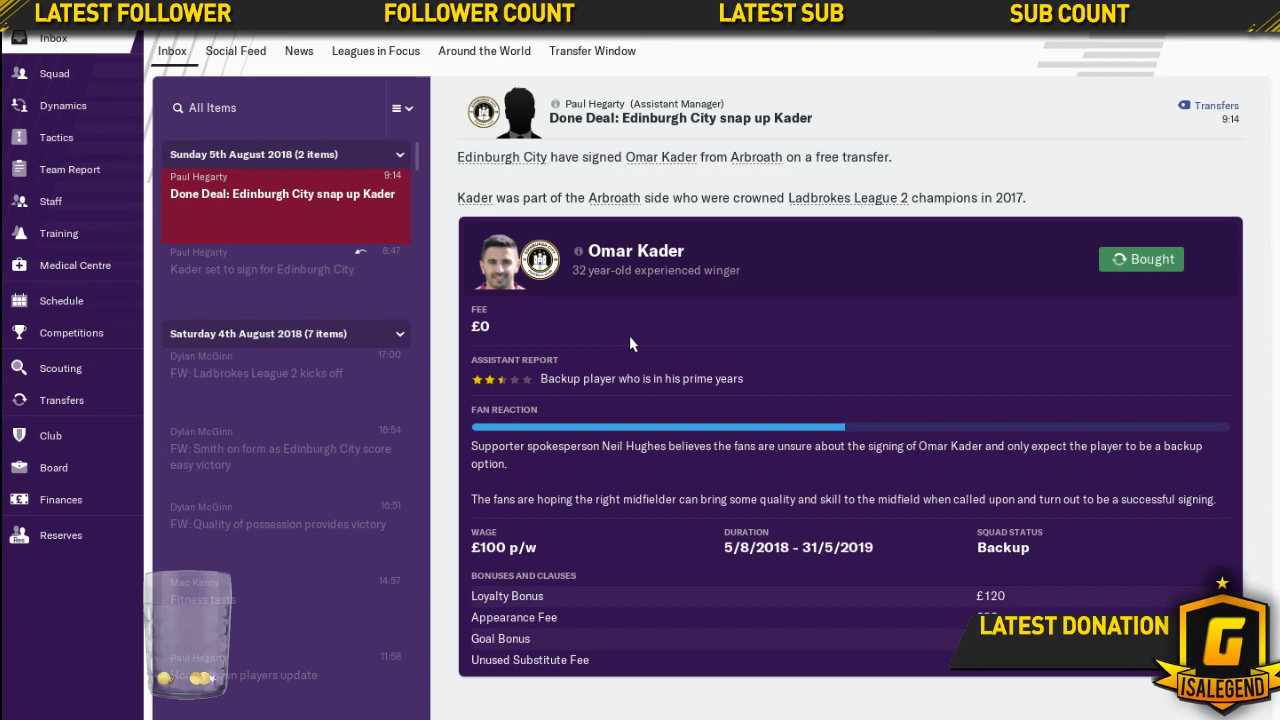 LATEST FOLLOWER
FOLLOWER COUNT
LATEST SUB
SUB COUNT
Inbox
Squad
Dynamics
Tactics
Team Report
Staff
Training
Medical Centre
Schedule
Competitions
Scouting
Transfers
Club
Board
Finances
Res
Reserves
Inbox
Social Feed
News
Leagues in Focus
Around the World
Transfer Window
All Items
Sunday 5th August 2018 (2 items)
Paul Hegarty 9:14
Done Deal: Edinburgh City snap up Kader
Paul Hegarty 8:47
Kader set to sign for Edinburgh City
Saturday 4th August 2018 (7 items)
Dylan McGinn 17:00
FW: Ladbrokes League 2 kicks off
Dylan McGinn 16:54
FW: Smith on form as Edinburgh City score
easy victory
Dylan McGinn 16:51
FW: Quality of possession provides victory
Mac Kenny 14:57
Fitness tests
Paul Hegarty 11:58
players update
Paul Hegarty (Assistant Manager)
Done Deal: Edinburgh City snap up Kader
Transfers
9:14
Edinburgh City have signed Omar Kader from Arbroath on a free transfer.
Kader was part of the Arbroath side who were crowned Ladbrokes League 2 champions in 2017.
Omar Kader
32 year-old experienced winger
Bought
FEE
£0
ASSISTANT REPORT
Backup player who is in his prime years
FAN REACTION
Supporter spokesperson Neil Hughes believes the fans are unsure about the signing of Omar Kader and only expect the player to be a backup
option.
The fans are hoping the right midfielder can bring some quality and skill to the midfield when called upon and turn out to be a successful signing.
WAGE
£100 p/w
DURATION
5/8/2018 - 31/5/2019
SQUAD STATUS
Backup
BONUSES AND CLAUSES
Loyalty Bonus £120
Appearance Fee
Goal Bonus
Unused Substitute Fee
LATEST DONATION
G
ISALEGEND